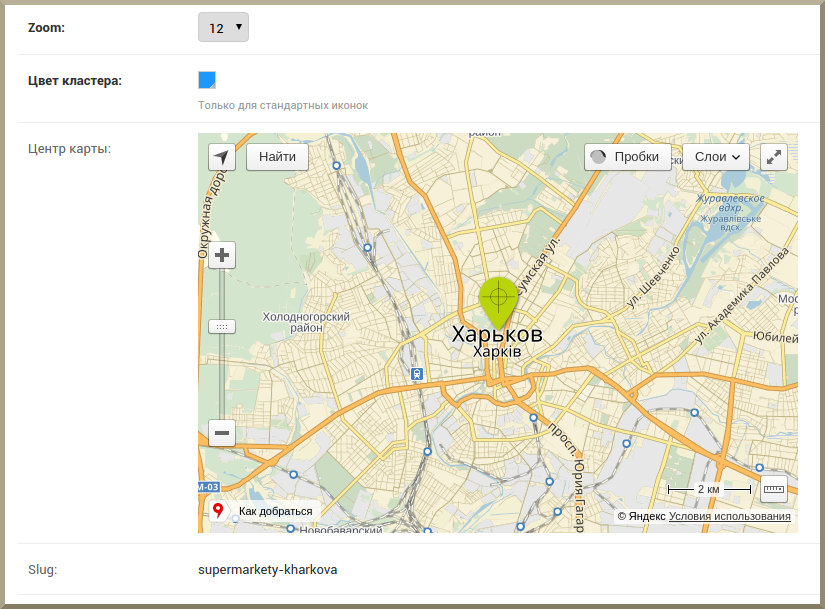 Zoom:
12
Цвет кластера:
Только для стандартных иконок
Центр карты:
район
Найти
Пробки
Слои
Окружная
Журавлевское
вдхр.
Журавлівське
вдсх.
Сумская ул.
ул. Шевченко
ул. Академика Павлова
Холодногорский
район
Харьков
Харків
Юбилей
просп. Юрия Гагар
М-03
2 км
Как добраться
© Яндекс Условия использования
Новобаварский
Slug:
supermarkety-kharkova